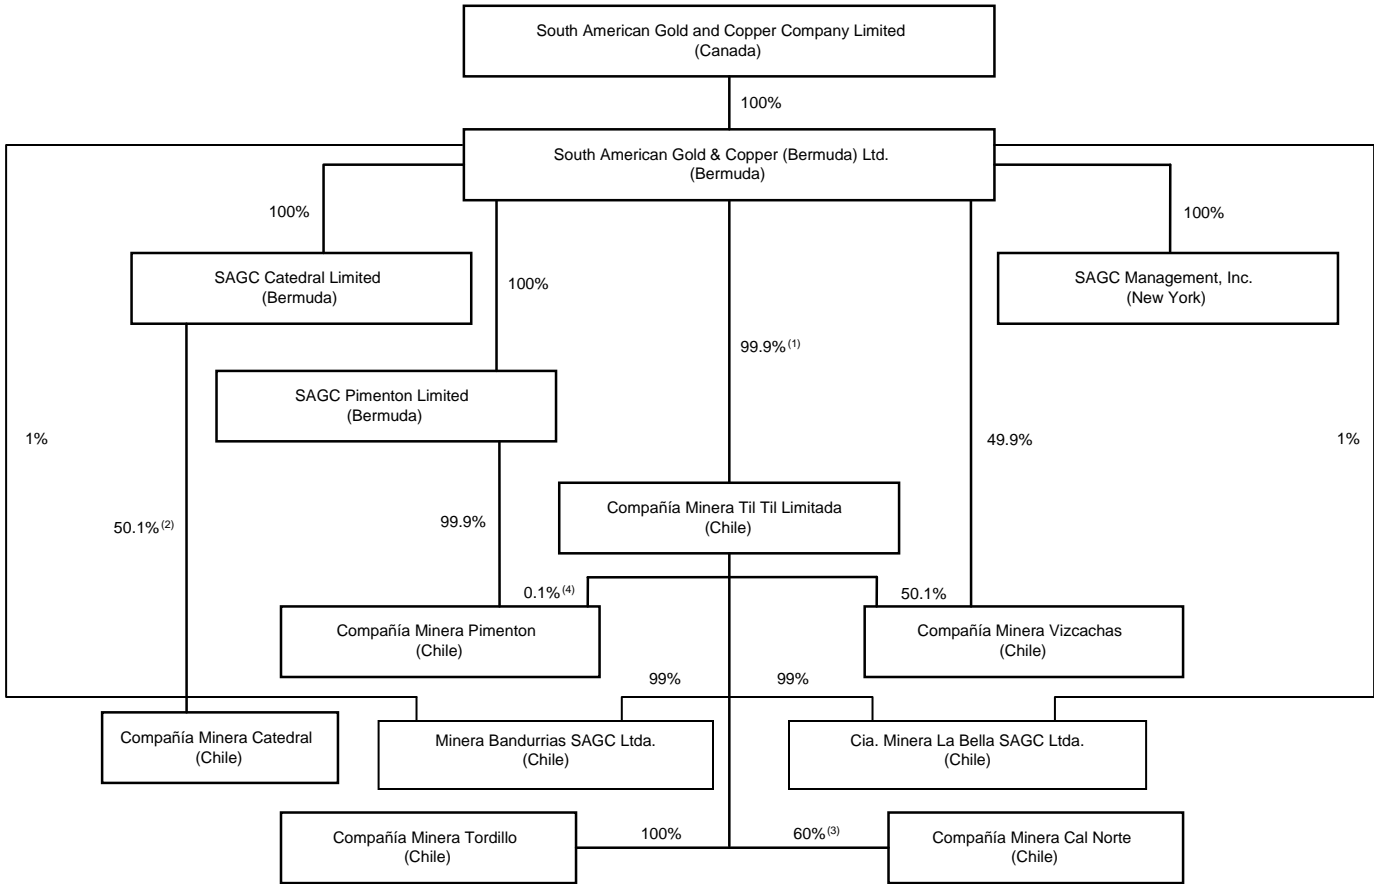 South American Gold and Copper Company Limited
(Canada)
100%
South American Gold & Copper (Bermuda) Ltd.
(Bermuda)
100%
100%
SAGC Catedral Limited
(Bermuda)
100%
SAGC Management, Inc.
(New York)
99.9%(1)
SAGC Pimenton Limited
(Bermuda)
1%
49.9%
1%
Compañía Minera Til Til Limitada
(Chile)
50.1%(2)
99.9%
0.1%(4)
50.1%
Compañía Minera Pimenton
(Chile)
Compañía Minera Vizcachas
(Chile)
99%
99%
Compañía Minera Catedral
(Chile)
Minera Bandurrias SAGC Ltda.
(Chile)
Cia. Minera La Bella SAGC Ltda.
(Chile)
Compañía Minera Tordillo
(Chile)
100%
60%(3)
Compañía Minera Cal Norte
(Chile)